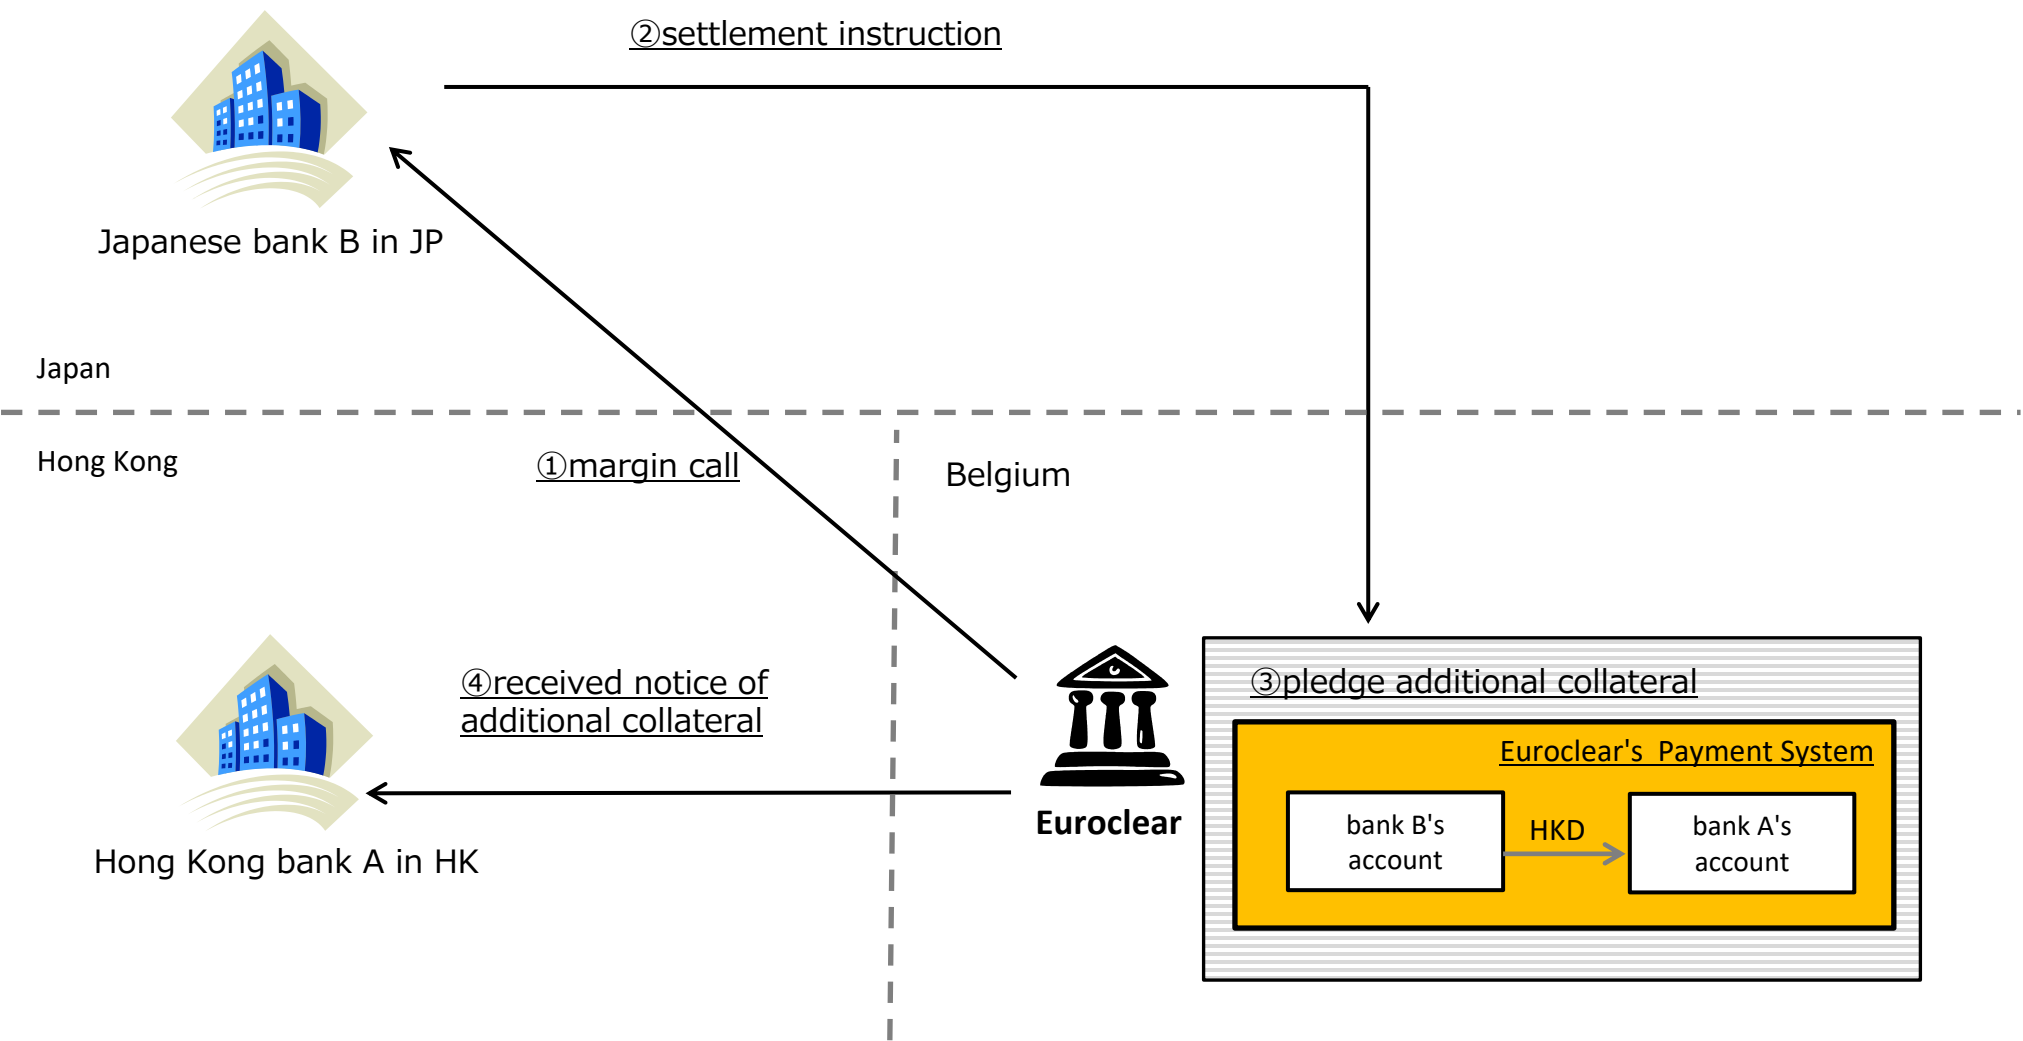 ②settlement instruction
Japanese bank B in JP
Japan
Hong Kong
①margin call
Belgium
④received notice of
additional collateral
③pledge additional collateral
Euroclear's  Payment System
bank B's
account
HKD
bank A's
account
Euroclear
Hong Kong bank A in HK